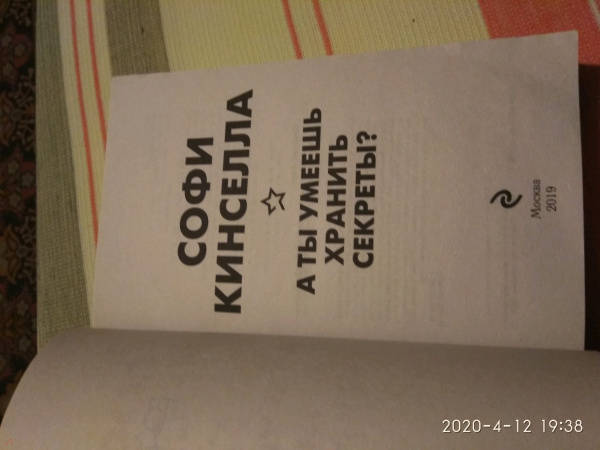 СОФИ
КИНСЕЛЛА
А ТЫ УМЕЕШЬ
ХРАНИТЬ
СЕКРЕТЫ?
Москва
2019
2020-4-12 19:38